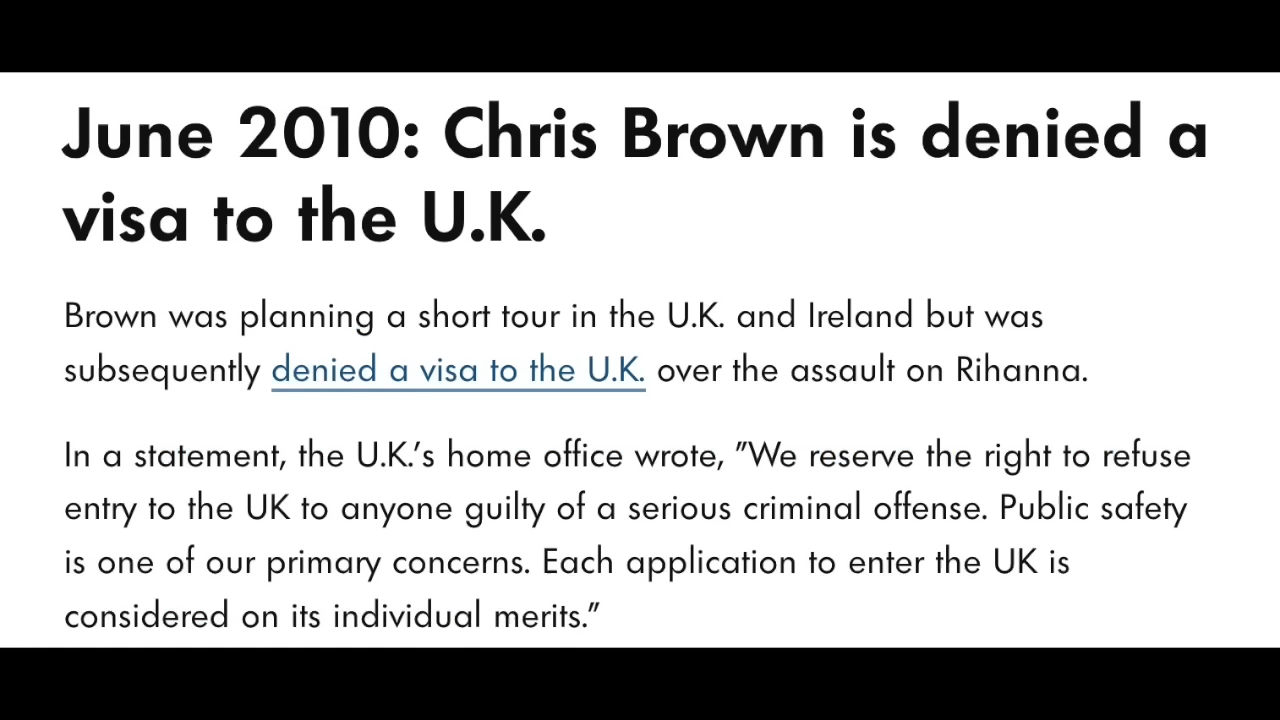 June 2010: Chris Brown is denied a
visa to the U.K.
Brown was planning a short tour in the U.K. and Ireland but was
subsequently denied a visa to the U.K. over the assault on Rihanna.
In a statement, the U.K.’s home office wrote, ”We reserve the right to refuse
entry to the UK to anyone guilty of a serious criminal offense. Public safety
is one of our primary concerns. Each application to enter the UK is
considered on its individual merits.”